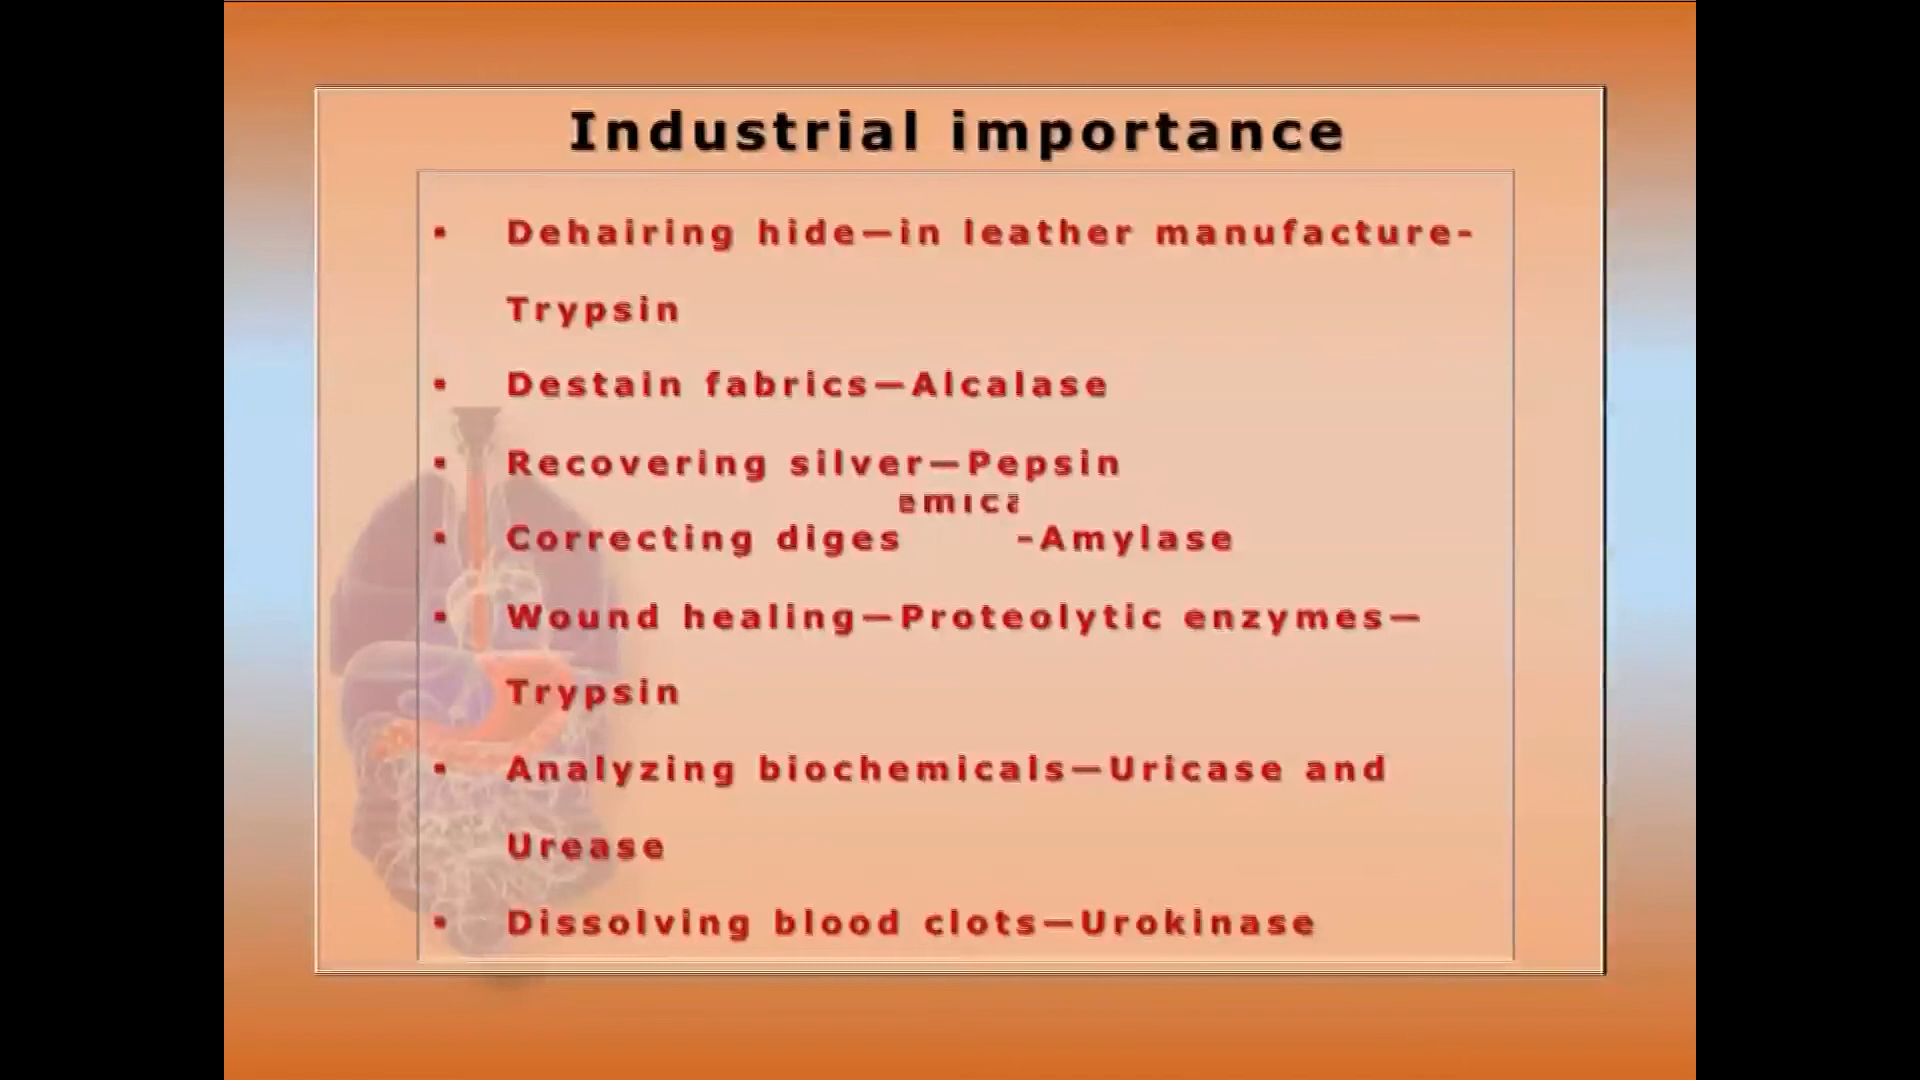 Industrial importance
▪ Dehairing hide—in leather manufacture-
Trypsin
▪ Destain fabrics—Alcalase
▪ Recovering silver—Pepsin
emica
▪ Correcting diges -Amylase
▪ Wound healing—Proteolytic enzymes—
Trypsin
▪ Analyzing biochemicals—Uricase and
Urease
▪ Dissolving blood clots—Urokinase